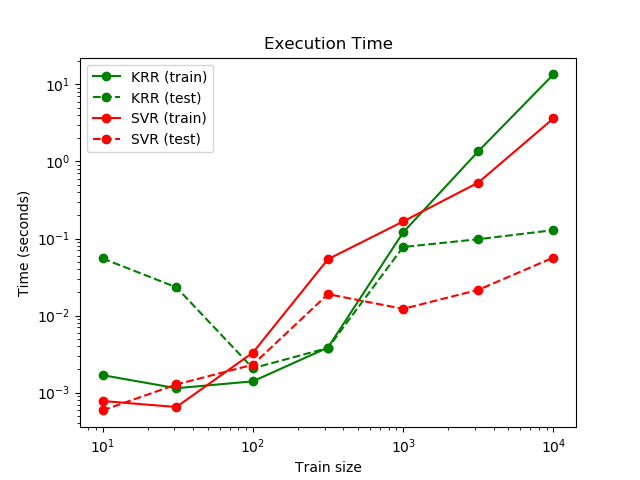 Execution Time
KRR (train)
KRR (test)
SVR (train)
SVR (test)
Time (seconds)
10¹
10⁰
10⁻¹
10⁻²
10⁻³
10¹ 10² 10³ 10⁴
Train size